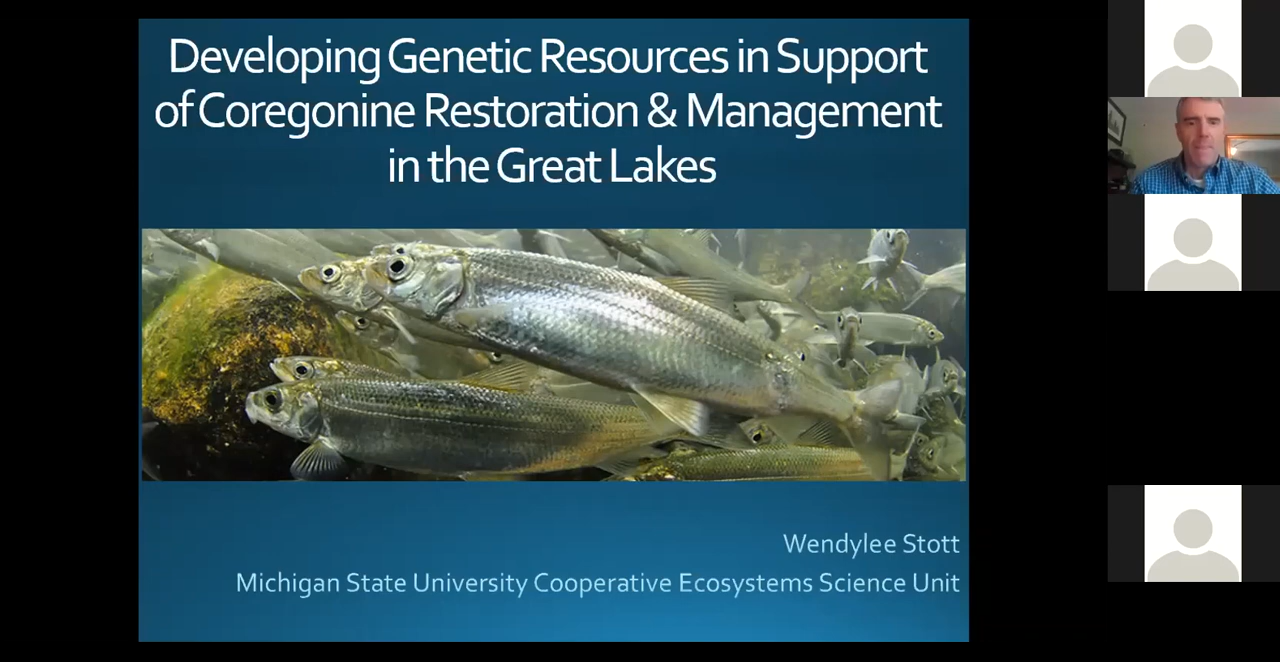 Developing Genetic Resources in Support
of Coregonine Restoration & Management
in the Great Lakes
Wendylee Stott
Michigan State University Cooperative Ecosystems Science Unit